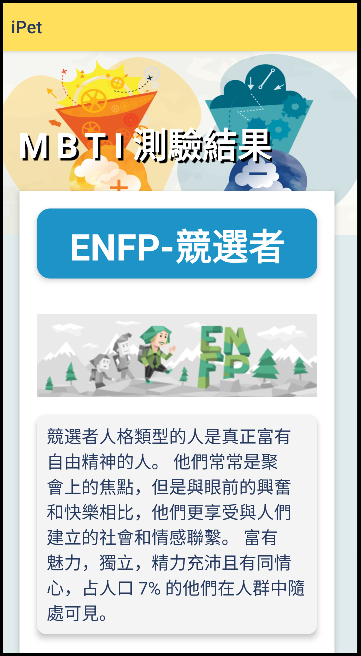 iPet
MBTI 測驗結果
ENFP-競選者
EN
FP
競選者人格類型的人是真正富有
自由精神的人。 他們常常是聚
會上的焦點，但是與眼前的興奮
和快樂相比，他們更享受與人們
建立的社會和情感聯繫。 富有
魅力，獨立，精力充沛且有同情
心，占人口 7% 的他們在人群中隨
處可見。